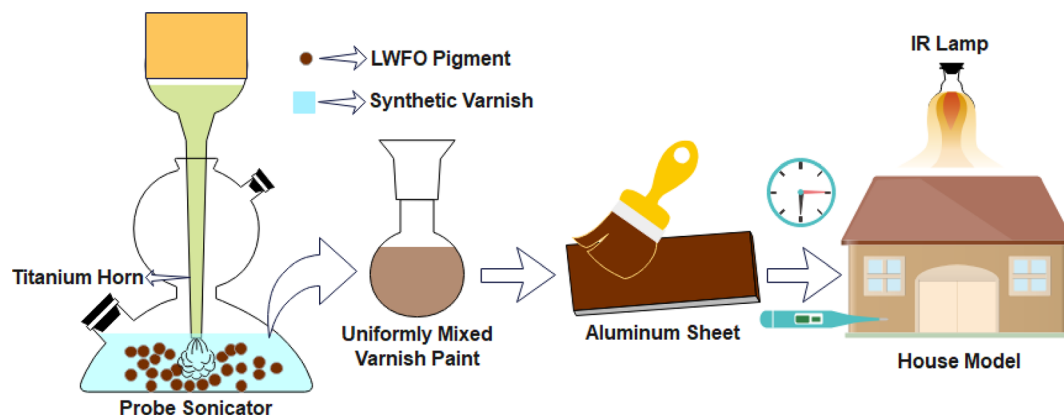 IR Lamp
LWFO Pigment
Synthetic Varnish
Titanium Horn
Uniformly Mixed
Varnish Paint
Aluminum Sheet
House Model
Probe Sonicator